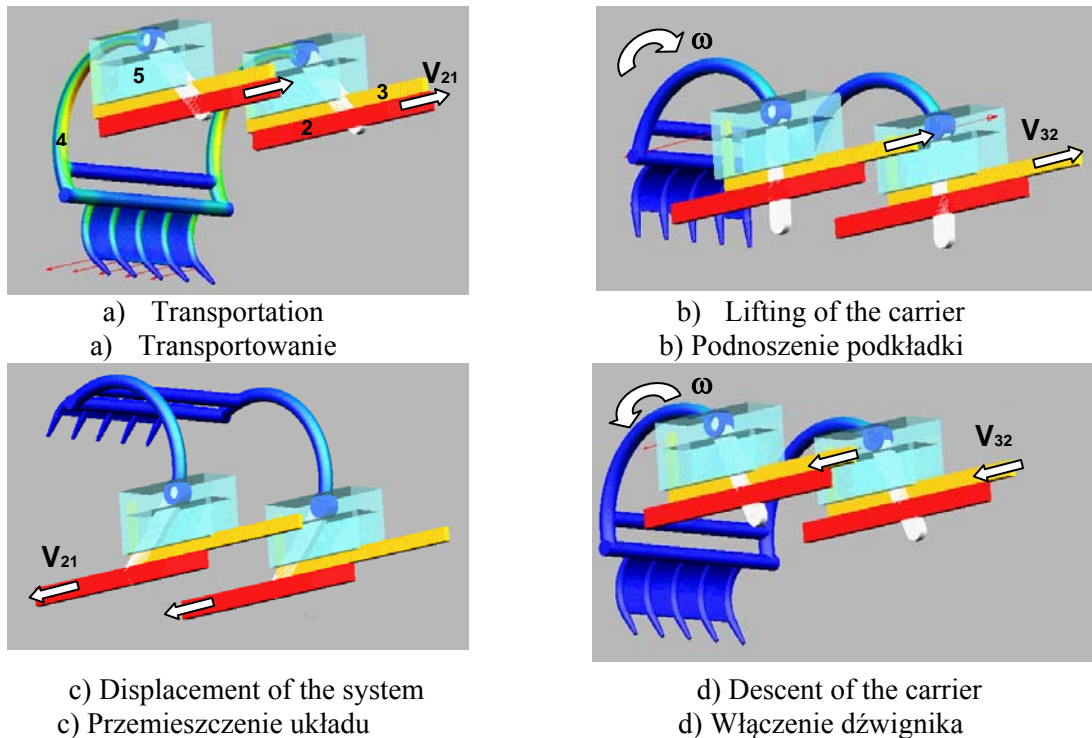 5
V21
3
2
4
a) Transportation
a) Transportowanie
ω
V32
b) Lifting of the carrier
b) Podnoszenie podkładki
V21
c) Displacement of the system
c) Przemieszczenie układu
ω
V32
d) Descent of the carrier
d) Włączenie dźwignika